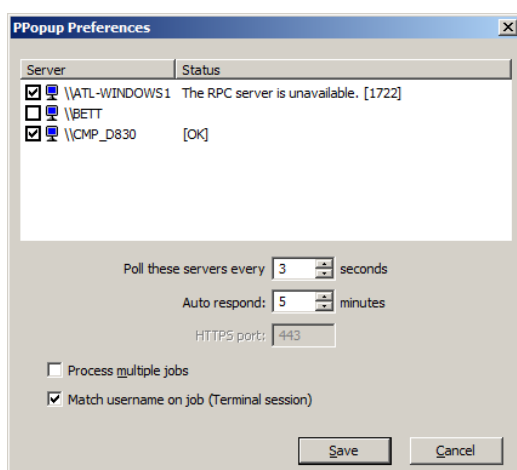 PPopup Preferences
Server Status
\\ATL-WINDOWS1 The RPC server is unavailable. [1722]
\\BETT
\\CMP_D830 [OK]
Poll these servers every 3 seconds
Auto respond: 5 minutes
HTTPS port: 443
Process multiple jobs
Match username on job (Terminal session)
Save Cancel